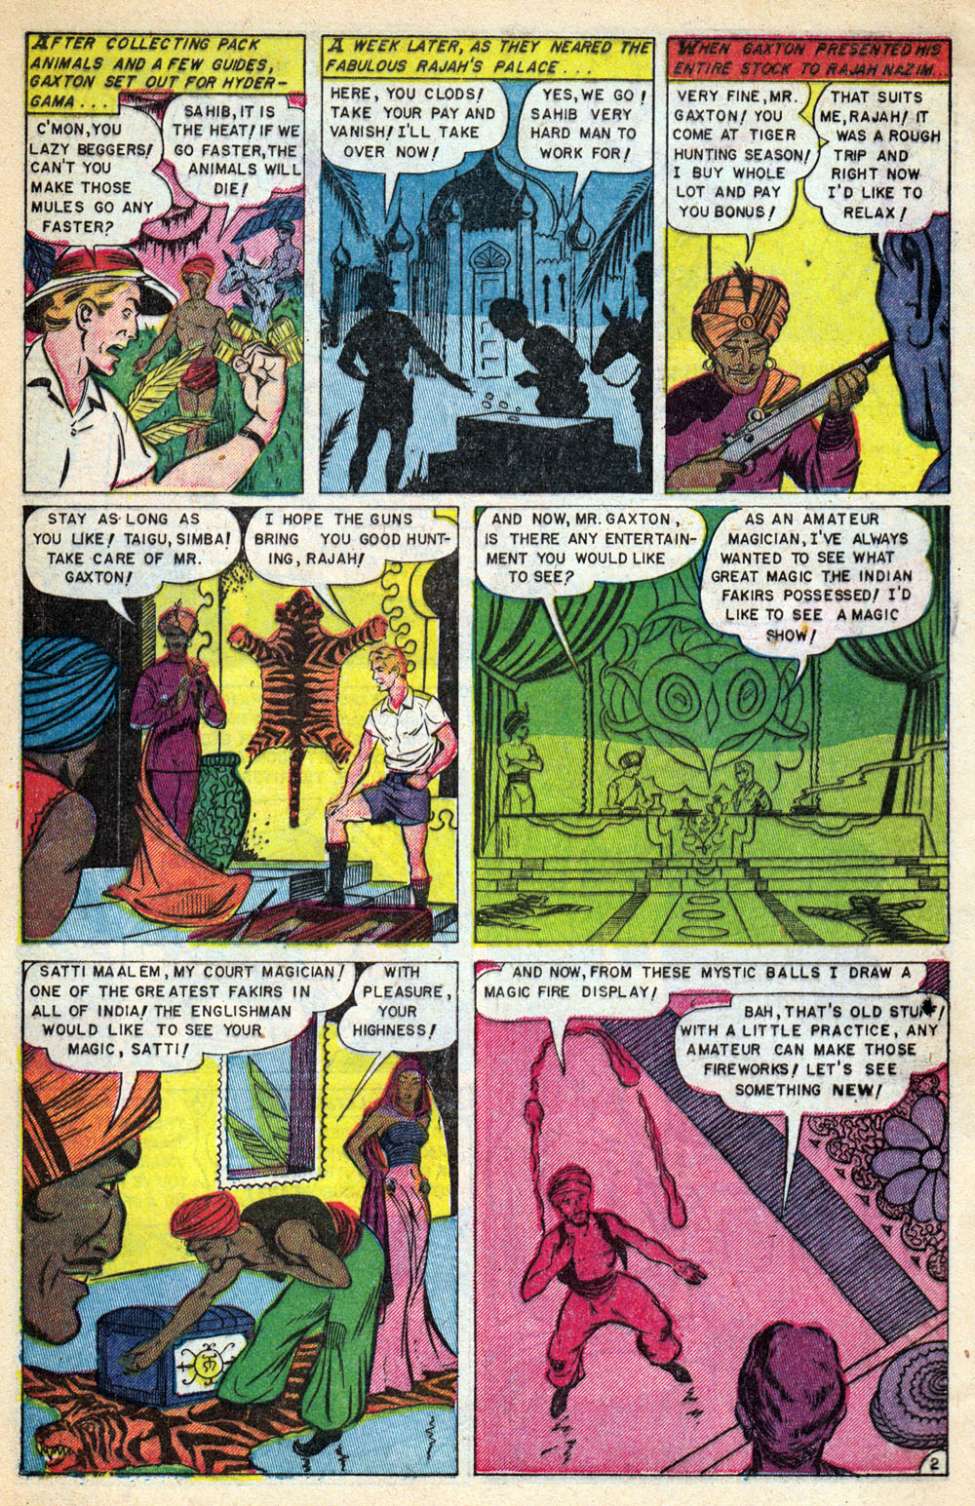 AFTER COLLECTING PACK
ANIMALS AND A FEW GUIDES,
GAXTON SET OUT FOR HYDER-
GAMA...
C'MON, YOU
LAZY BEGGERS!
CAN'T YOU
MAKE THOSE
MULES GO ANY
FASTER?
SAHIB, IT IS
THE HEAT! IF WE
GO FASTER, THE
ANIMALS WILL
DIE!
A WEEK LATER, AS THEY NEARED THE
FABULOUS RAJAH'S PALACE...
HERE, YOU CLODS!
TAKE YOUR PAY AND
VANISH! I'LL TAKE
OVER NOW!
YES, WE GO!
SAHIB VERY
HARD MAN TO
WORK FOR!
WHEN GAXTON PRESENTED HIS
ENTIRE STOCK TO RAJAH NAZIM...
VERY FINE, MR.
GAXTON! YOU
COME AT TIGER
HUNTING SEASON!
I BUY WHOLE
LOT AND PAY
YOU BONUS!
THAT SUITS
ME, RAJAH! IT
WAS A ROUGH
TRIP AND
RIGHT NOW
I'D LIKE TO
RELAX!
STAY AS LONG AS
YOU LIKE! TAIGU, SIMBA!
TAKE CARE OF MR.
GAXTON!
I HOPE THE GUNS
BRING YOU GOOD HUNT-
ING, RAJAH!
AND NOW, MR. GAXTON,
IS THERE ANY ENTERTAIN-
MENT YOU WOULD LIKE
TO SEE?
AS AN AMATEUR
MAGICIAN, I'VE ALWAYS
WANTED TO SEE WHAT
GREAT MAGIC THE INDIAN
FAKIRS POSSESSED! I'D
LIKE TO SEE A MAGIC
SHOW!
SATTI MAALEM, MY COURT MAGICIAN!
ONE OF THE GREATEST FAKIRS IN
ALL OF INDIA! THE ENGLISHMAN
WOULD LIKE TO SEE YOUR
MAGIC, SATTI!
WITH
PLEASURE,
YOUR
HIGHNESS!
AND NOW, FROM THESE MYSTIC BALLS I DRAW A
MAGIC FIRE DISPLAY!
BAH, THAT'S OLD STUFF!
WITH A LITTLE PRACTICE, ANY
AMATEUR CAN MAKE THOSE
FIREWORKS! LET'S SEE
SOMETHING NEW!
2